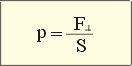 p = F⊥ / S